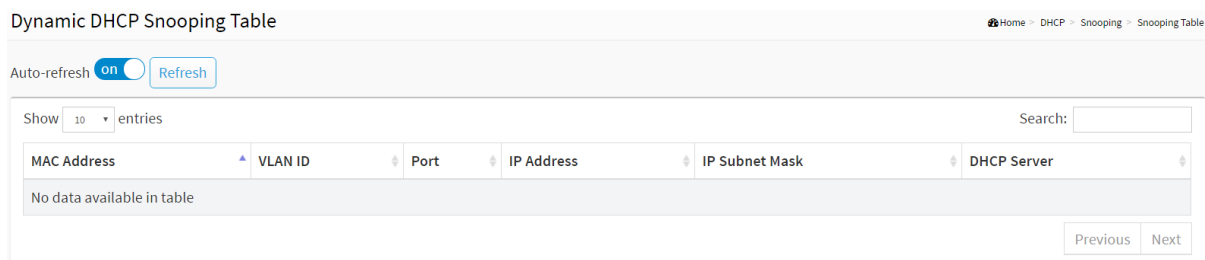 Dynamic DHCP Snooping Table
Home > DHCP > Snooping > Snooping Table
Auto-refresh on Refresh
Show 10 entries Search:
MAC Address VLAN ID Port IP Address IP Subnet Mask DHCP Server
No data available in table
Previous Next